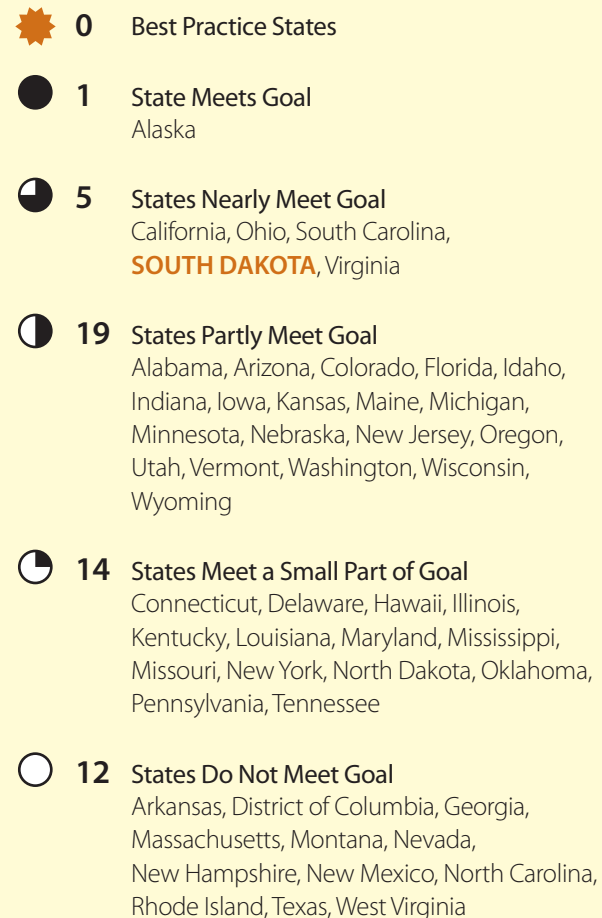 0 Best Practice States
1 State Meets Goal
Alaska
5 States Nearly Meet Goal
California, Ohio, South Carolina,
SOUTH DAKOTA, Virginia
19 States Partly Meet Goal
Alabama, Arizona, Colorado, Florida, Idaho,
Indiana, Iowa, Kansas, Maine, Michigan,
Minnesota, Nebraska, New Jersey, Oregon,
Utah, Vermont, Washington, Wisconsin,
Wyoming
14 States Meet a Small Part of Goal
Connecticut, Delaware, Hawaii, Illinois,
Kentucky, Louisiana, Maryland, Mississippi,
Missouri, New York, North Dakota, Oklahoma,
Pennsylvania, Tennessee
12 States Do Not Meet Goal
Arkansas, District of Columbia, Georgia,
Massachusetts, Montana, Nevada,
New Hampshire, New Mexico, North Carolina,
Rhode Island, Texas, West Virginia